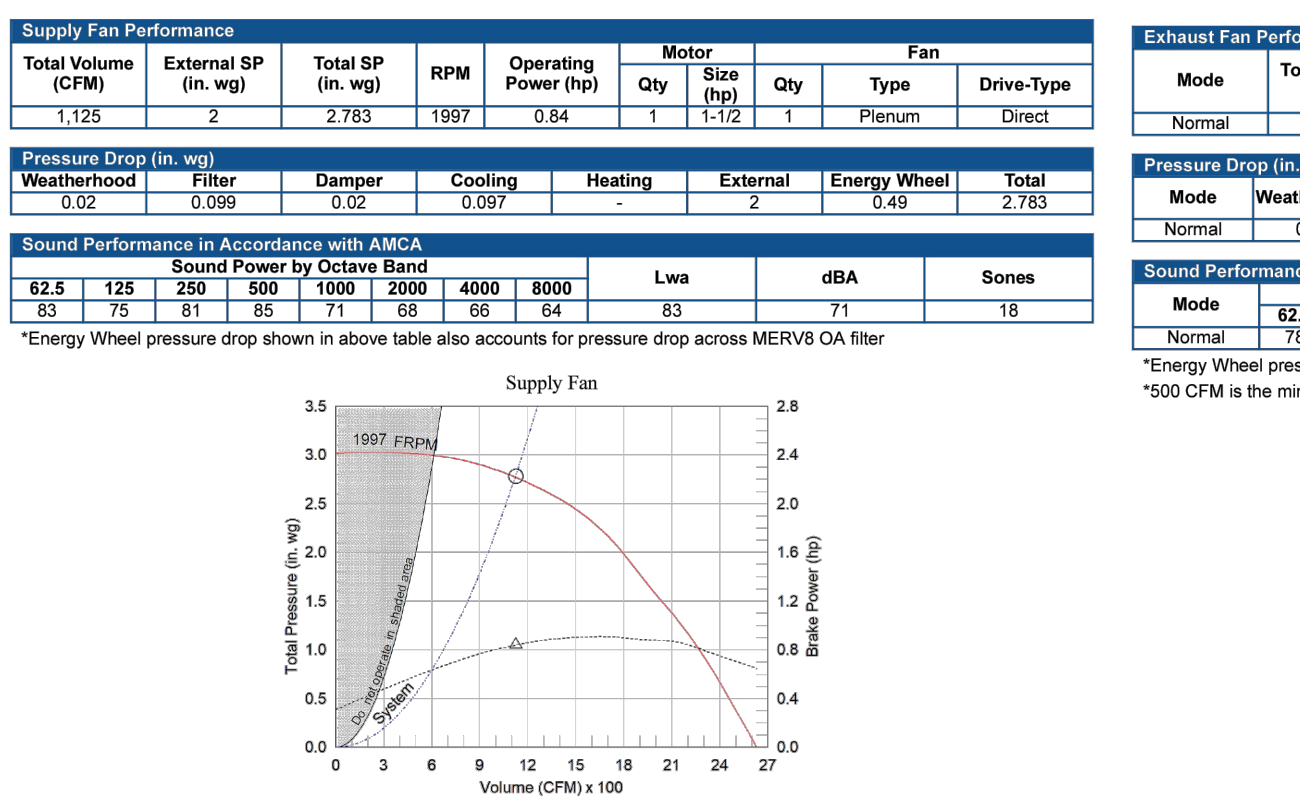 Supply Fan Performance
Total Volume (CFM) External SP (in. wg) Total SP (in. wg) RPM Operating Power (hp) Motor Fan
Qty Size (hp) Qty Type Drive-Type
1,125 2 2.783 1997 0.84 1 1-1/2 1 Plenum Direct
Pressure Drop (in. wg)
Weatherhood Filter Damper Cooling Heating External Energy Wheel Total
0.02 0.099 0.02 0.097 - 2 0.49 2.783
Sound Performance in Accordance with AMCA
Sound Power by Octave Band Lwa dBA Sones
62.5 125 250 500 1000 2000 4000 8000
83 75 81 85 71 68 66 64 83 71 18
*Energy Wheel pressure drop shown in above table also accounts for pressure drop across MERV8 OA filter
Supply Fan
3.5 2.8
1997 FRPM
3.0 2.4
2.5 2.0
2.0 1.6
1.5 1.2
1.0 0.8
0.5 0.4
0.0 0.0
Total Pressure (in. wg)
Brake Power (hp)
Do not operate in shaded area
System
0 3 6 9 12 15 18 21 24 27
Volume (CFM) x 100
Exhaust Fan Perfo
Mode To
Normal
Pressure Drop (in.
Mode Weat
Normal
Sound Performanc
Mode
62.
Normal 78
*Energy Wheel pres
*500 CFM is the mi